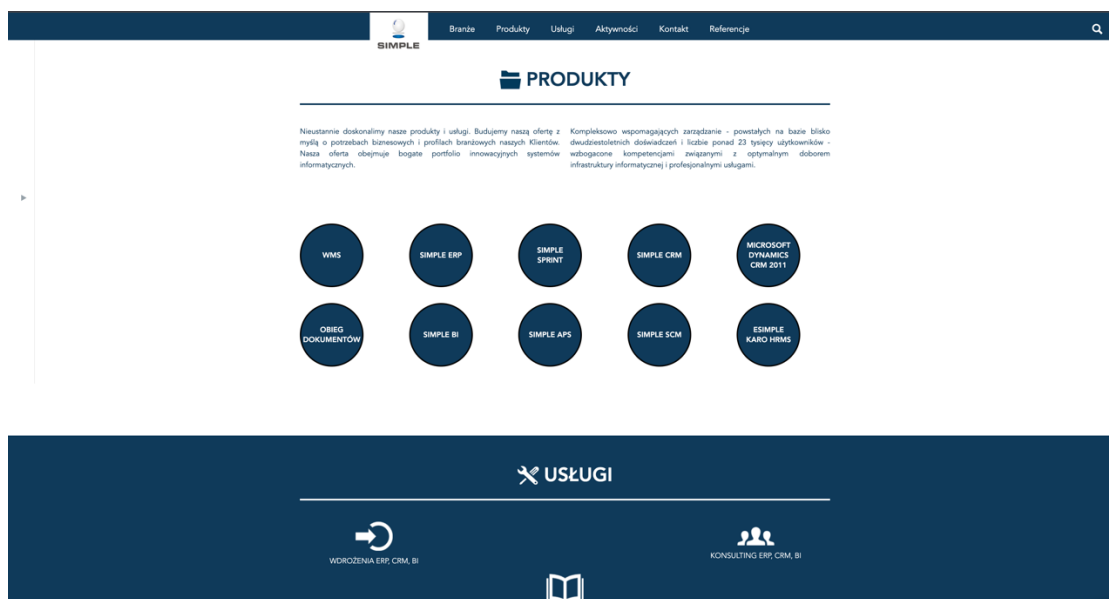 SIMPLE
Branże Produkty Usługi Aktywności Kontakt Referencje
PRODUKTY
Nieustannie doskonalimy nasze produkty i usługi. Budujemy naszą ofertę z
myślą o potrzebach biznesowych i profilach branżowych naszych Klientów.
Nasza oferta obejmuje bogate portfolio innowacyjnych systemów
informatycznych.
Kompleksowo wspomagających zarządzanie - powstałych na bazie blisko
dwudziestoletnich doświadczeń i liczbie ponad 23 tysięcy użytkowników -
wzbogacone kompetencjami związanymi z optymalnym doborem
infrastruktury informatycznej i profesjonalnymi usługami.
WMS
SIMPLE ERP
SIMPLE
SPRINT
SIMPLE CRM
MICROSOFT
DYNAMICS
CRM 2011
OBIEG
DOKUMENTÓW
SIMPLE BI
SIMPLE APS
SIMPLE SCM
ESIMPLE
KARO HRMS
USŁUGI
WDROŻENIA ERP, CRM, BI
KONSULTING ERP, CRM, BI